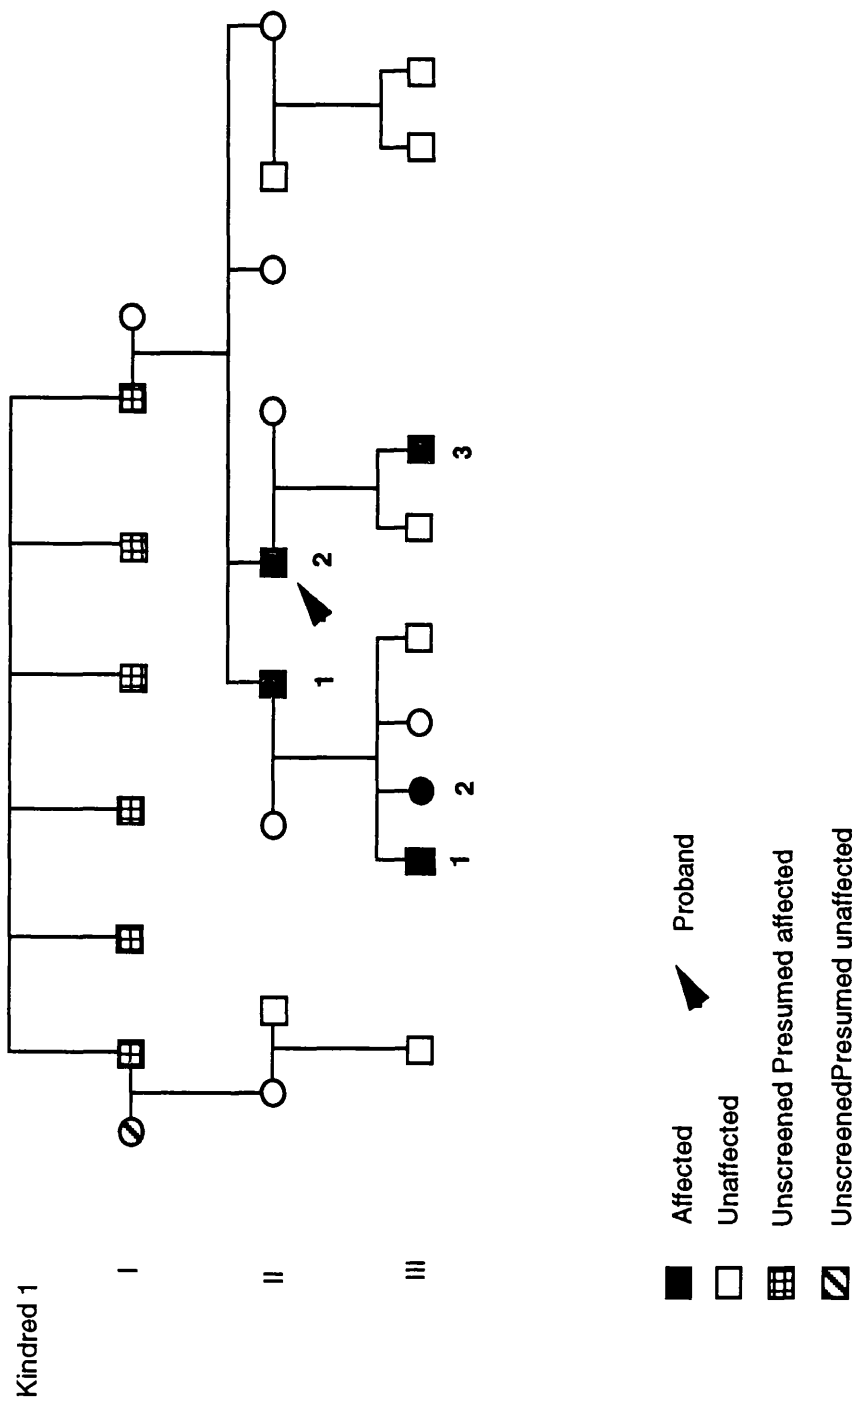 Kindred 1
I
II
1
2
III
1
2
3
Affected
Proband
Unaffected
Unscreened Presumed affected
UnscreenedPresumed unaffected